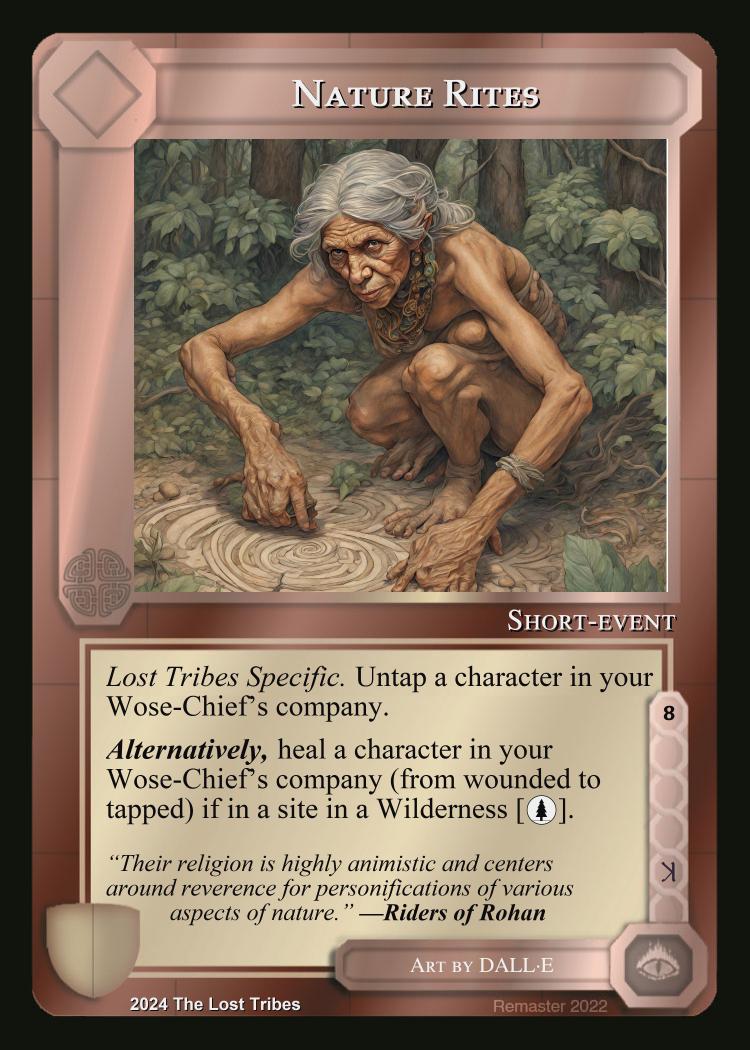 Nature Rites
Short-event
Lost Tribes Specific. Untap a character in your
Wose-Chief's company.
Alternatively, heal a character in your
Wose-Chief's company (from wounded to
tapped) if in a site in a Wilderness [ ].
8
“Their religion is highly animistic and centers
around reverence for personifications of various
aspects of nature.” —Riders of Rohan
Art by DALL·E
2024 The Lost Tribes
Remaster 2022